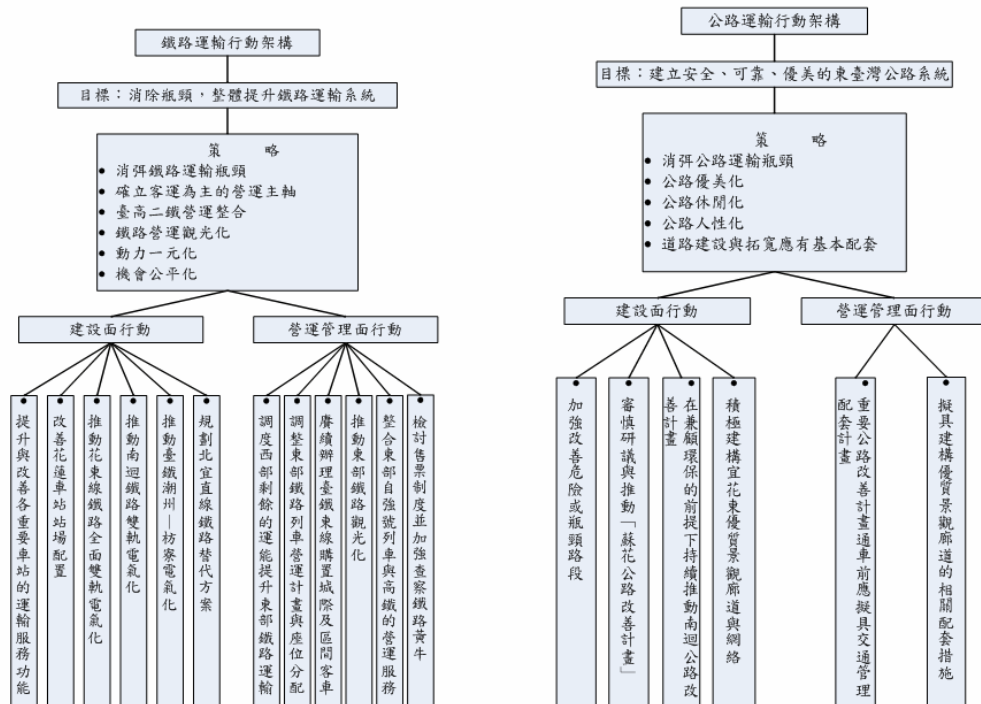 鐵路運輸行動架構
目標：消除瓶頸，整體提升鐵路運輸系統
策　略
● 消弭鐵路運輸瓶頸
● 確立客運為主的營運主軸
● 臺高二鐵營運整合
● 鐵路營運觀光化
● 動力一元化
● 機會公平化
建設面行動
● 提升與改善各重要車站的運輸服務功能
● 改善花蓮車站站場配置
● 推動花東線鐵路全面雙軌電氣化
● 推動南迴鐵路雙軌電氣化
● 推動臺鐵潮州—枋寮電氣化
● 規劃北宜直線鐵路替代方案
營運管理面行動
● 調度西部剩餘的運能提升東部鐵路運輸
● 調整東部鐵路列車營運計畫與座位分配
● 賡續辦理臺鐵東線購置城際及區間客車
● 推動東部鐵路觀光化
● 整合東部自強號列車與高鐵的營運服務
● 檢討售票制度並加強查察鐵路黃牛
公路運輸行動架構
目標：建立安全、可靠、優美的東臺灣公路系統
策　略
● 消弭公路運輸瓶頸
● 公路優美化
● 公路休閒化
● 公路人性化
● 道路建設與拓寬應有基本配套
建設面行動
● 加強改善危險或瓶頸路段
● 審慎研議與推動「蘇花公路改善計畫」
● 在兼顧環保的前提下持續推動南迴公路改
善計畫
● 積極建構宜花東優質景觀廊道與網絡
營運管理面行動
● 重要公路改善計畫通車前應擬具交通管理
配套計畫
● 擬具建構優質景觀廊道的相關配套措施